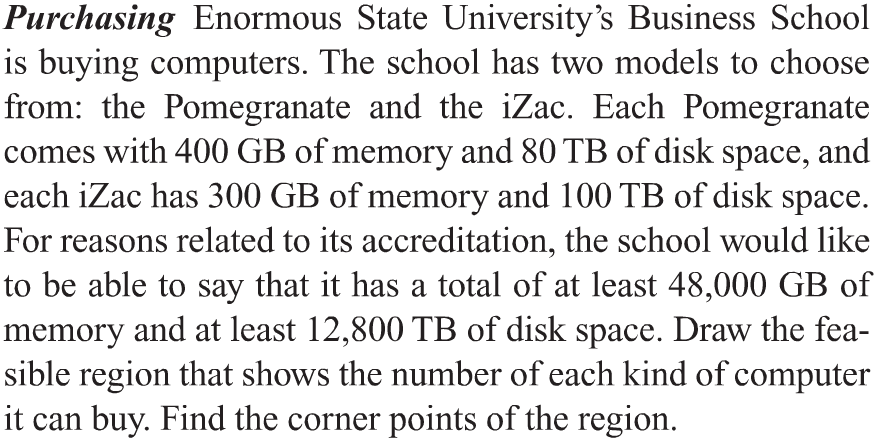 Purchasing Enormous State University’s Business School
is buying computers. The school has two models to choose
from: the Pomegranate and the iZac. Each Pomegranate
comes with 400 GB of memory and 80 TB of disk space, and
each iZac has 300 GB of memory and 100 TB of disk space.
For reasons related to its accreditation, the school would like
to be able to say that it has a total of at least 48,000 GB of
memory and at least 12,800 TB of disk space. Draw the fea-
sible region that shows the number of each kind of computer
it can buy. Find the corner points of the region.